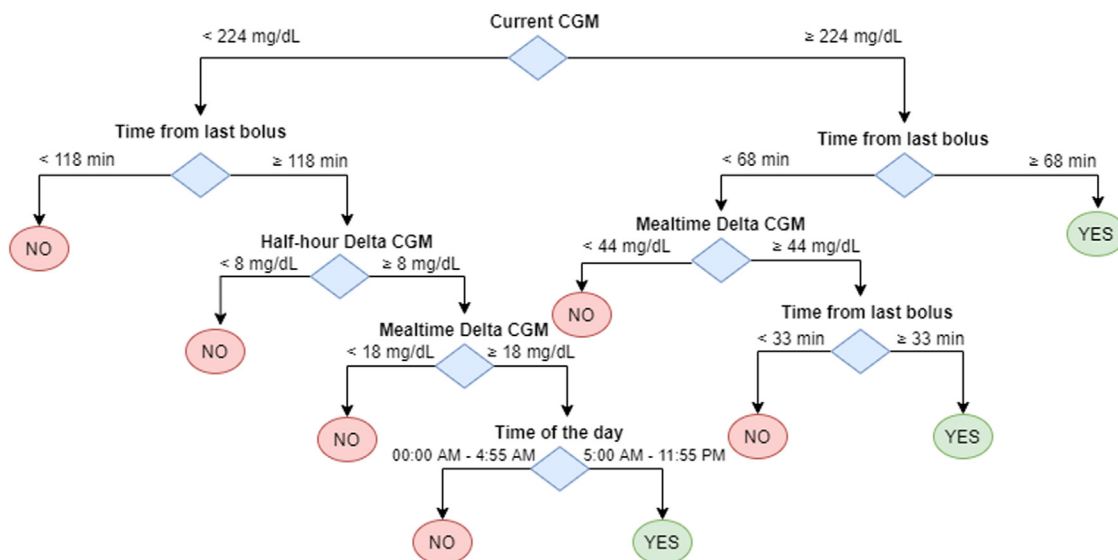 Current CGM
< 224 mg/dL
≥ 224 mg/dL
Time from last bolus
Time from last bolus
< 118 min
≥ 118 min
< 68 min
≥ 68 min
NO
Half-hour Delta CGM
Mealtime Delta CGM
YES
< 8 mg/dL
≥ 8 mg/dL
< 44 mg/dL
≥ 44 mg/dL
NO
Mealtime Delta CGM
NO
Time from last bolus
< 18 mg/dL
≥ 18 mg/dL
< 33 min
≥ 33 min
NO
Time of the day
NO
YES
00:00 AM - 4:55 AM
5:00 AM - 11:55 PM
NO
YES